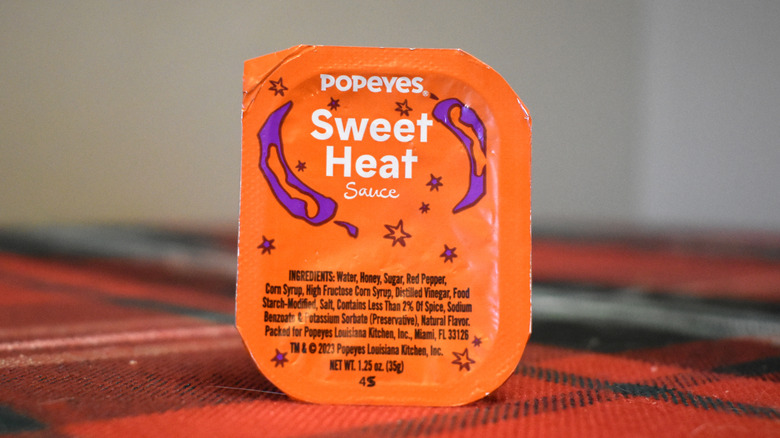 POPEYES®
Sweet
Heat
Sauce
INGREDIENTS: Water, Honey, Sugar, Red Pepper,
Corn Syrup, High Fructose Corn Syrup, Distilled Vinegar, Food
Starch-Modified, Salt, Contains Less Than 2% Of Spice, Sodium
Benzoate & Potassium Sorbate (Preservative), Natural Flavor.
Packed for Popeyes Louisiana Kitchen, Inc., Miami, FL 33126
TM & © 2023 Popeyes Louisiana Kitchen, Inc.
NET WT. 1.25 oz. (35g)
4S